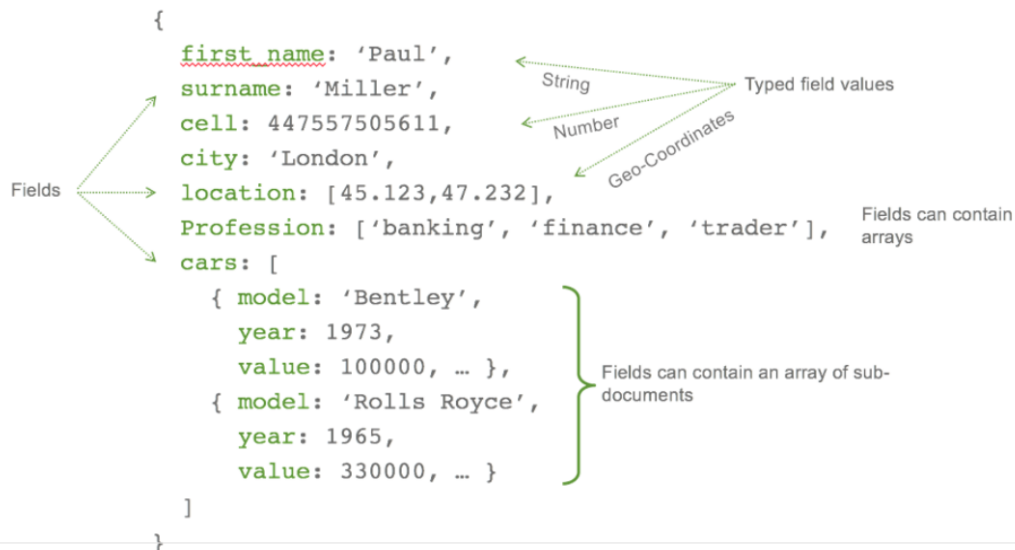 {
first_name: ‘Paul’,
surname: ‘Miller’,
cell: 447557505611,
city: ‘London’,
location: [45.123,47.232],
Profession: [‘banking’, ‘finance’, ‘trader’],
cars: [
{ model: ‘Bentley’,
year: 1973,
value: 100000, … },
{ model: ‘Rolls Royce’,
year: 1965,
value: 330000, … }
]
}
Fields
String
Number
Geo-Coordinates
Typed field values
Fields can contain
arrays
Fields can contain an array of sub-
documents